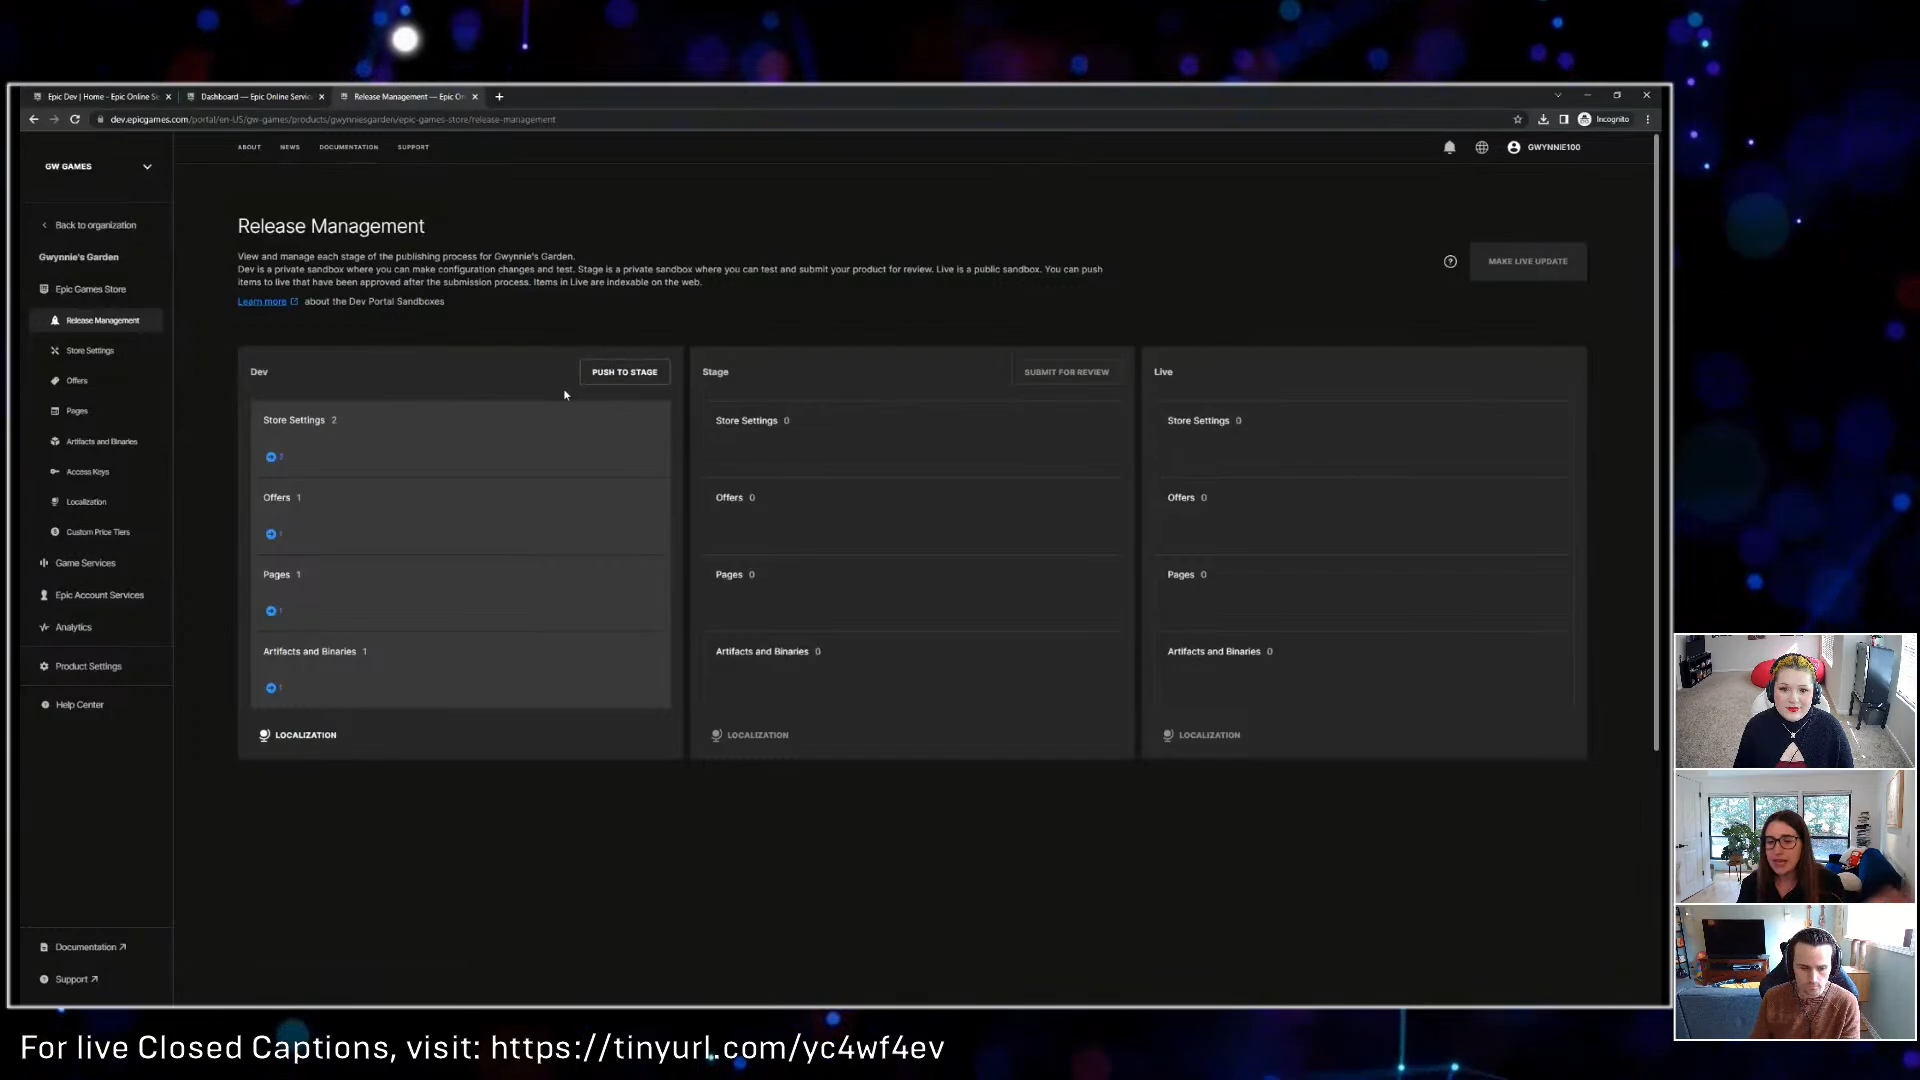 Epic Dev | Home - Epic Online Se
Dashboard — Epic Online Servic
Release Management — Epic On
dev.epicgames.com/portal/en-US/gw-games/products/gwynniesgarden/epic-games-store/release-management
Incognito
GW GAMES
ABOUT
NEWS
DOCUMENTATION
SUPPORT
GWYNNIE100
Back to organization
Gwynnie's Garden
Epic Games Store
Release Management
Store Settings
Offers
Pages
Artifacts and Binaries
Access Keys
Localization
Custom Price Tiers
Game Services
Epic Account Services
Analytics
Product Settings
Help Center
Documentation
Support
Release Management
View and manage each stage of the publishing process for Gwynnie's Garden.
Dev is a private sandbox where you can make configuration changes and test. Stage is a private sandbox where you can test and submit your product for review. Live is a public sandbox. You can push
items to live that have been approved after the submission process. Items in Live are indexable on the web.
Learn more about the Dev Portal Sandboxes
MAKE LIVE UPDATE
Dev
PUSH TO STAGE
Store Settings 2
2
Offers 1
1
Pages 1
1
Artifacts and Binaries 1
1
LOCALIZATION
Stage
SUBMIT FOR REVIEW
Store Settings 0
Offers 0
Pages 0
Artifacts and Binaries 0
LOCALIZATION
Live
Store Settings 0
Offers 0
Pages 0
Artifacts and Binaries 0
LOCALIZATION
For live Closed Captions, visit: https://tinyurl.com/yc4wf4ev